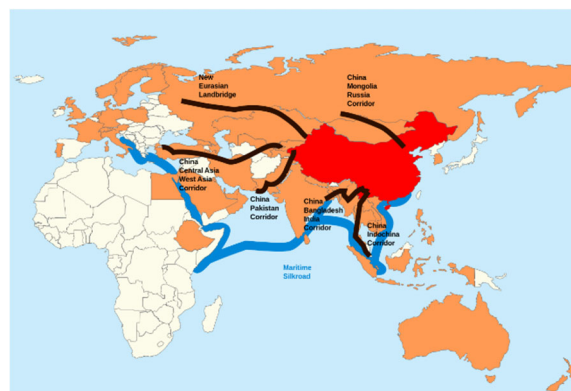 New
Eurasian
Landbridge
China
Mongolia
Russia
Corridor
China
Central Asia
West Asia
Corridor
China
Pakistan
Corridor
China
Bangladesh
India
Corridor
China
Indochina
Corridor
Maritime
Silkroad